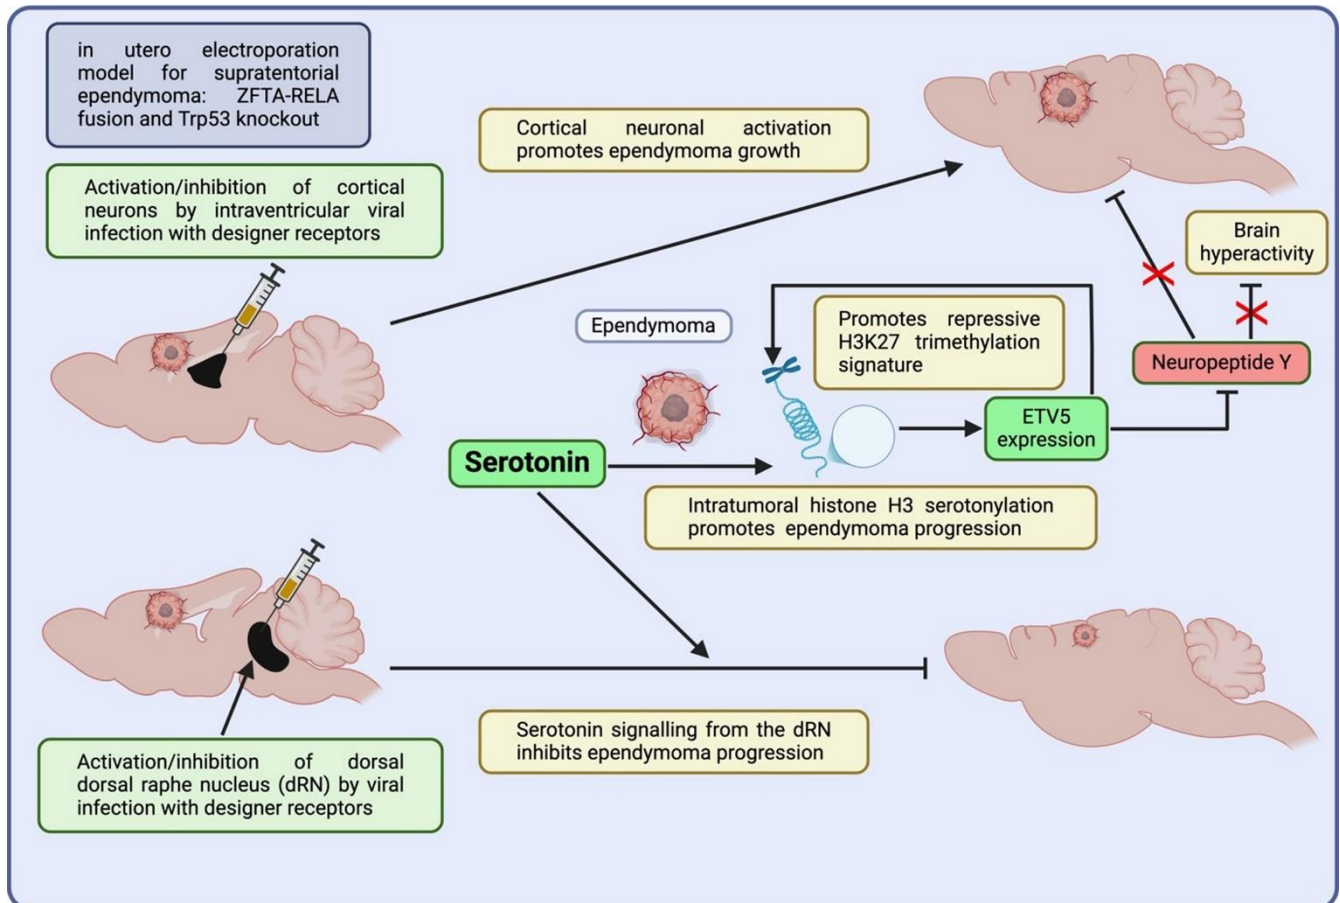 in utero electroporation
model for supratentorial
ependymoma: ZFTA-RELA
fusion and Trp53 knockout
Activation/inhibition of cortical
neurons by intraventricular viral
infection with designer receptors
Cortical neuronal activation
promotes ependymoma growth
Brain
hyperactivity
Ependymoma
Promotes repressive
H3K27 trimethylation
signature
Neuropeptide Y
ETV5
expression
Serotonin
Intratumoral histone H3 serotonylation
promotes ependymoma progression
Serotonin signalling from the dRN
inhibits ependymoma progression
Activation/inhibition of dorsal
dorsal raphe nucleus (dRN) by viral
infection with designer receptors